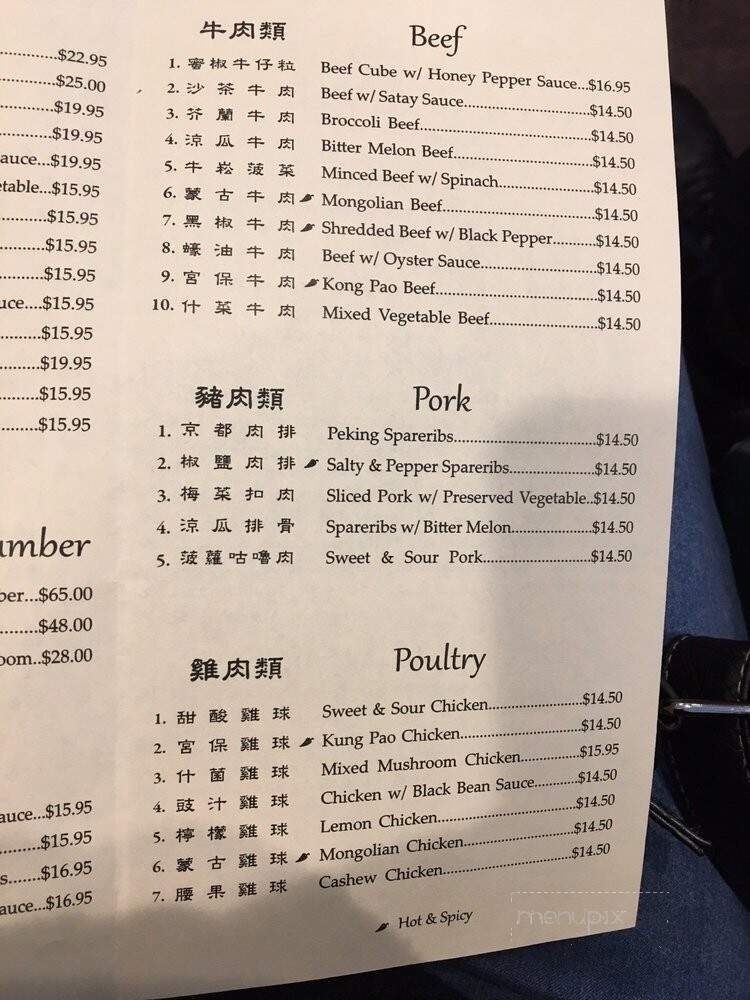 ...$22.95
...$25.00
...$19.95
...$19.95
auce...$19.95
etable...$15.95
...$15.95
...$15.95
...$15.95
uce....$15.95
...$15.95
...$19.95
...$15.95
...$15.95
umber
ber...$65.00
...$48.00
oom..$28.00
auce...$15.95
...$15.95
s...$16.95
auce...$16.95
牛肉類 Beef
1. 蜜椒牛仔粒 Beef Cube w/ Honey Pepper Sauce...$16.95
2. 沙茶牛肉 Beef w/ Satay Sauce...$14.50
3. 芥蘭牛肉 Broccoli Beef...$14.50
4. 涼瓜牛肉 Bitter Melon Beef...$14.50
5. 牛崧菠菜 Minced Beef w/ Spinach...$14.50
6. 蒙古牛肉 Mongolian Beef...$14.50
7. 黑椒牛肉 Shredded Beef w/ Black Pepper...$14.50
8. 蠔油牛肉 Beef w/ Oyster Sauce...$14.50
9. 宮保牛肉 Kong Pao Beef...$14.50
10. 什菜牛肉 Mixed Vegetable Beef...$14.50
豬肉類 Pork
1. 京都肉排 Peking Spareribs...$14.50
2. 椒鹽肉排 Salty & Pepper Spareribs...$14.50
3. 梅菜扣肉 Sliced Pork w/ Preserved Vegetable..$14.50
4. 涼瓜排骨 Spareribs w/ Bitter Melon...$14.50
5. 菠蘿咕嚕肉 Sweet & Sour Pork...$14.50
雞肉類 Poultry
1. 甜酸雞球 Sweet & Sour Chicken...$14.50
2. 宮保雞球 Kung Pao Chicken...$14.50
3. 什菌雞球 Mixed Mushroom Chicken...$15.95
4. 豉汁雞球 Chicken w/ Black Bean Sauce...$14.50
5. 檸檬雞球 Lemon Chicken...$14.50
6. 蒙古雞球 Mongolian Chicken...$14.50
7. 腰果雞球 Cashew Chicken...$14.50
Hot & Spicy
menupix